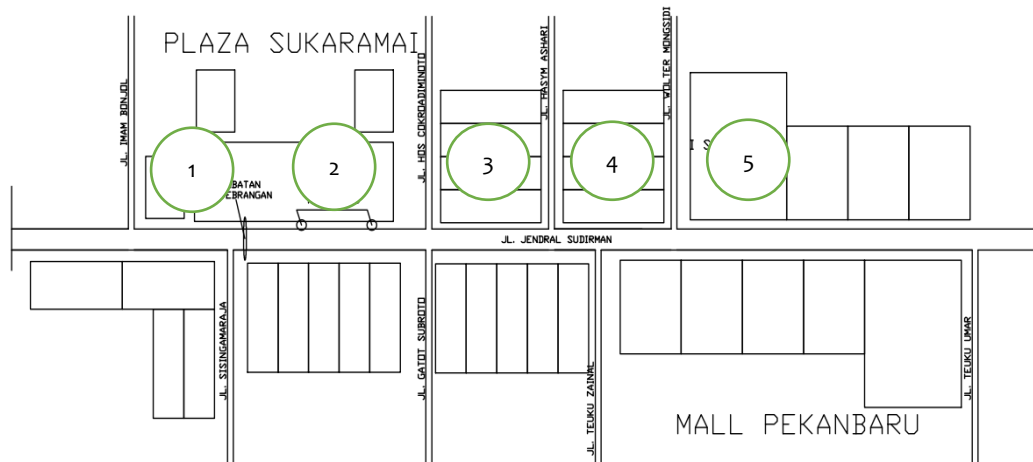 PLAZA SUKARAMAI
JL. IMAM BONJOL
JL. HOS COKROADIMINOTO
JL. HASYM ASHARI
JL. WOLTER MONGSIDI
1
2
3
4
5
I S
BATAN
EBRANGAN
JL. JENDRAL SUDIRMAN
JL. SISINGAMARAJA
JL. GATOT SUBROTO
JL. TEUKU ZAINAL
JL. TEUKU UMAR
MALL PEKANBARU